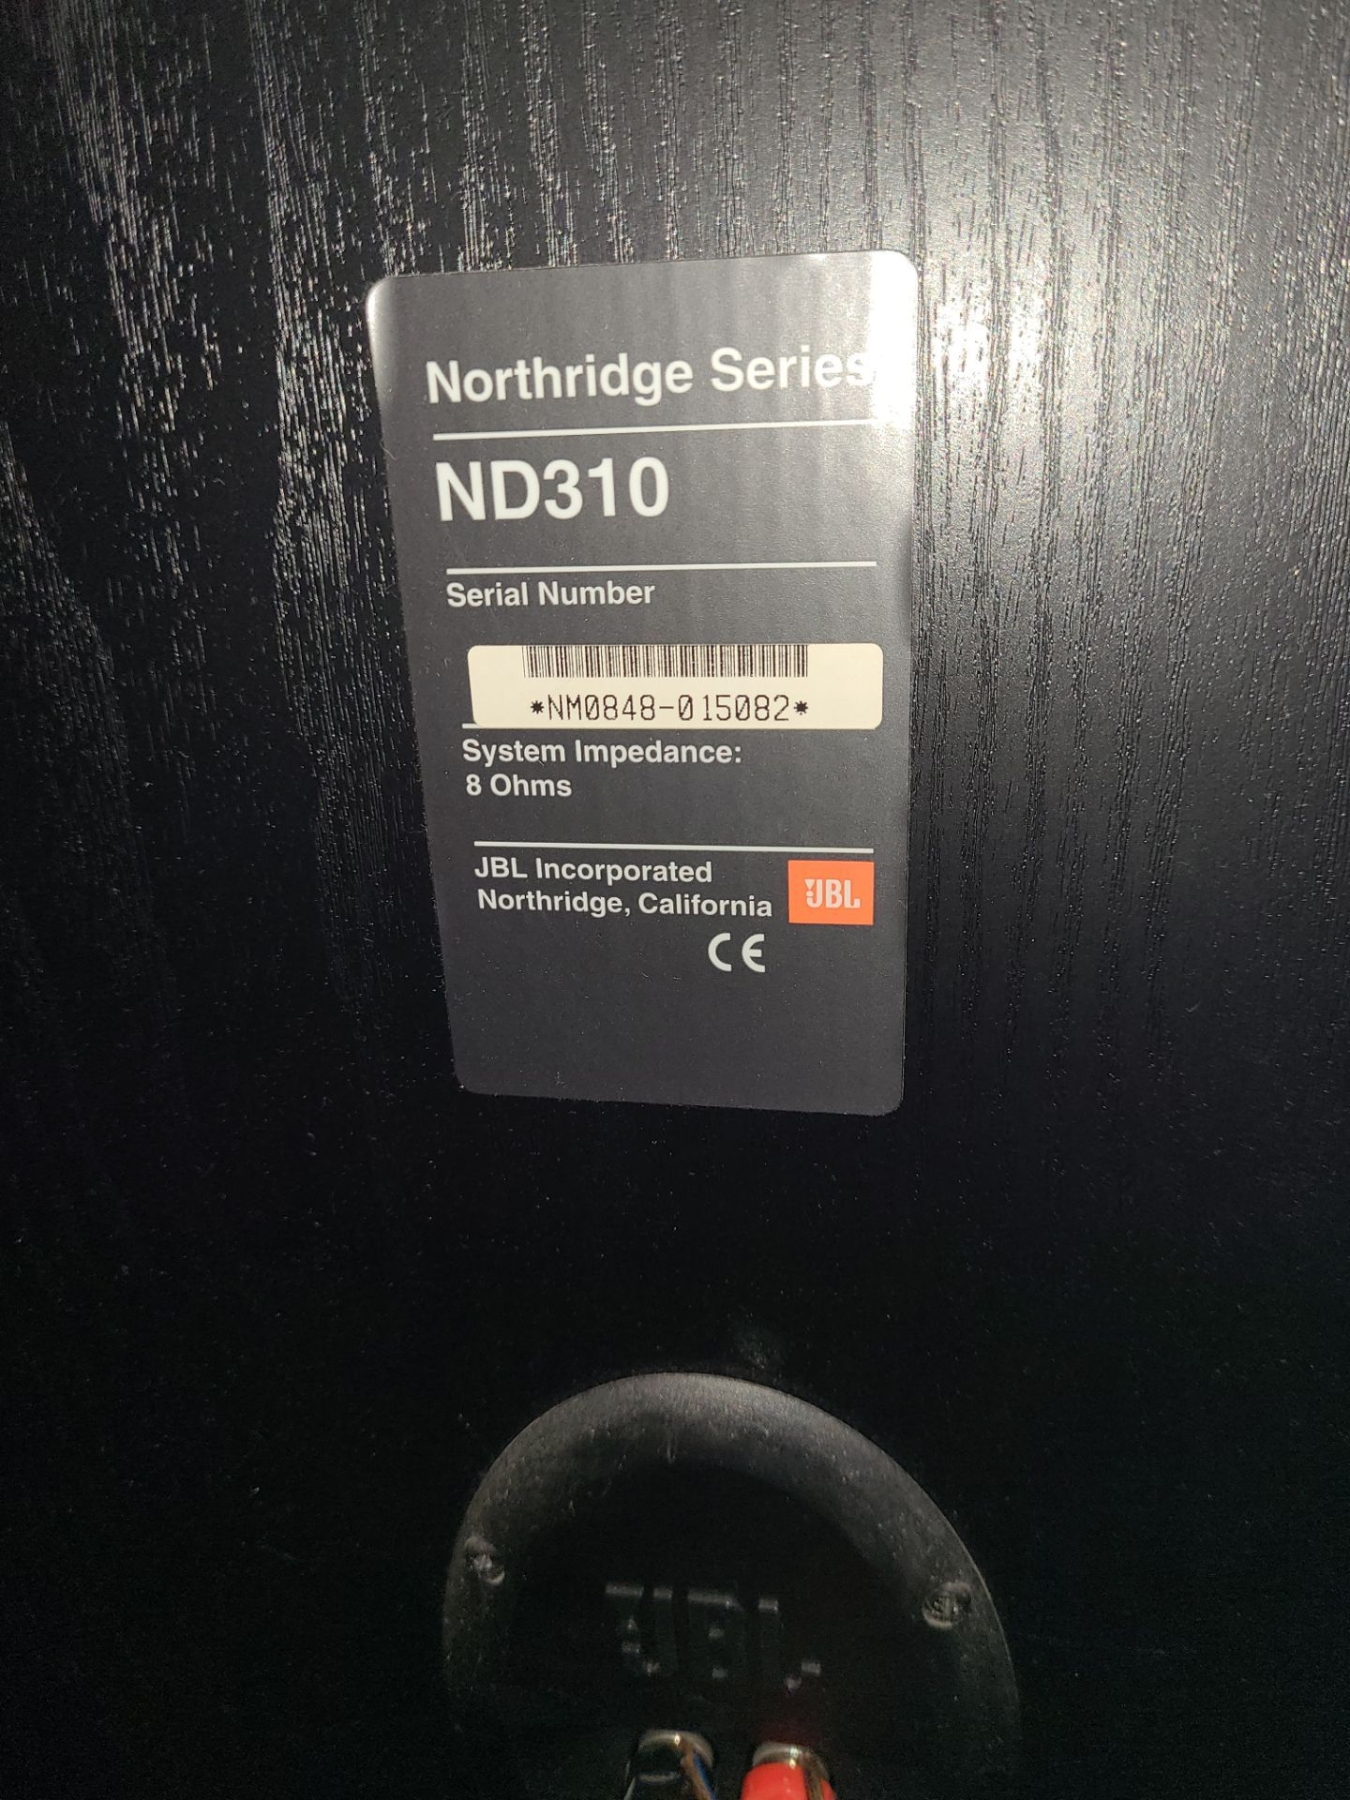 Northridge Series
ND310
Serial Number
*NM0848-015082*
System Impedance:
8 Ohms
JBL Incorporated
Northridge, California
JBL
CE
JBL